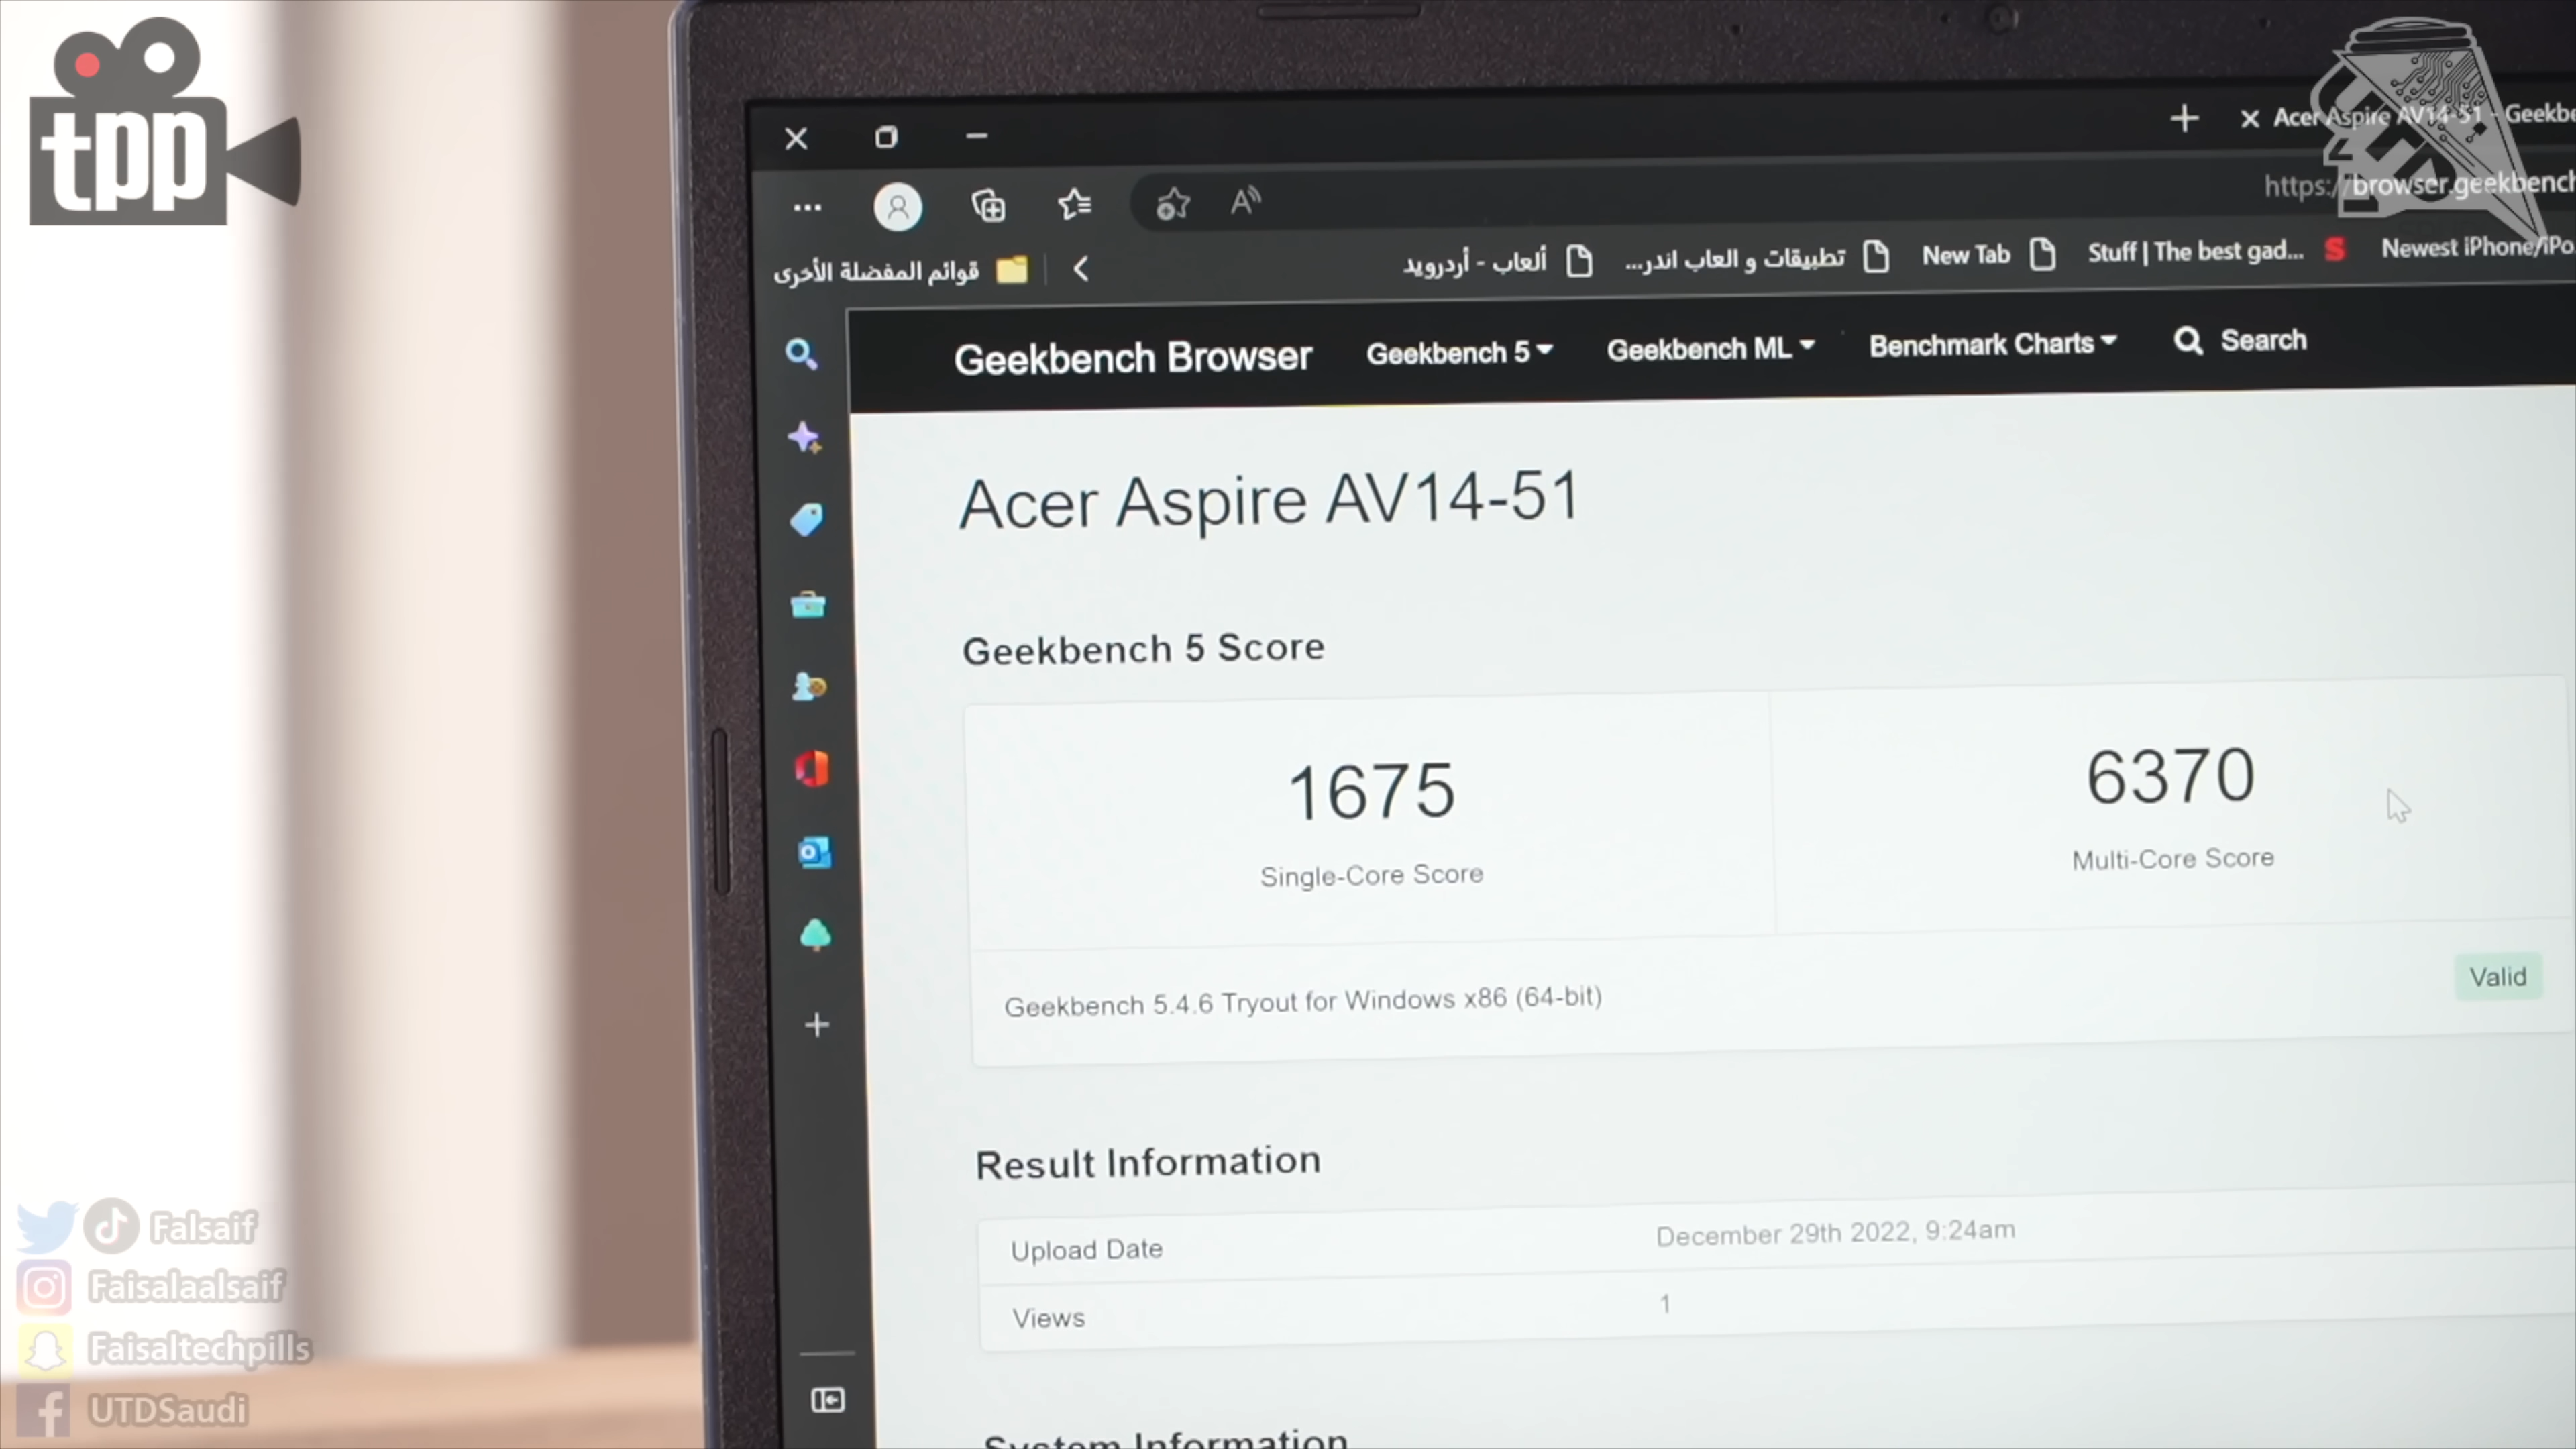 tpp
Acer Aspire AV14-51 - Geekbe
https://browser.geekbench
قوائم المفضلة الأخرى
ألعاب - أردرويد
تطبيقات و العاب اندر...
New Tab
Stuff | The best gad...
Newest iPhone/iPo
Geekbench Browser Geekbench 5 Geekbench ML Benchmark Charts Search
Acer Aspire AV14-51
Geekbench 5 Score
1675 6370
Single-Core Score Multi-Core Score
Geekbench 5.4.6 Tryout for Windows x86 (64-bit) Valid
Result Information
Upload Date December 29th 2022, 9:24am
Views 1
System Information
Falsaif
Faisalaalsaif
Faisaltechpills
UTDSaudi